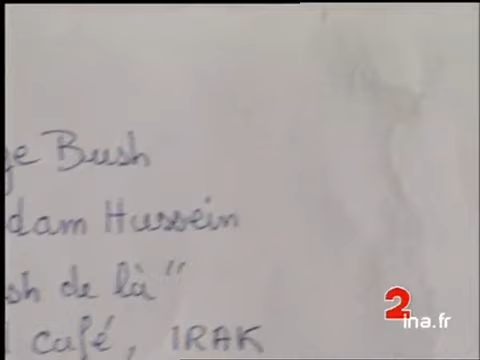 ge Bush
dam Hussein
sh de là"
l café, IRAK
2
ina.fr